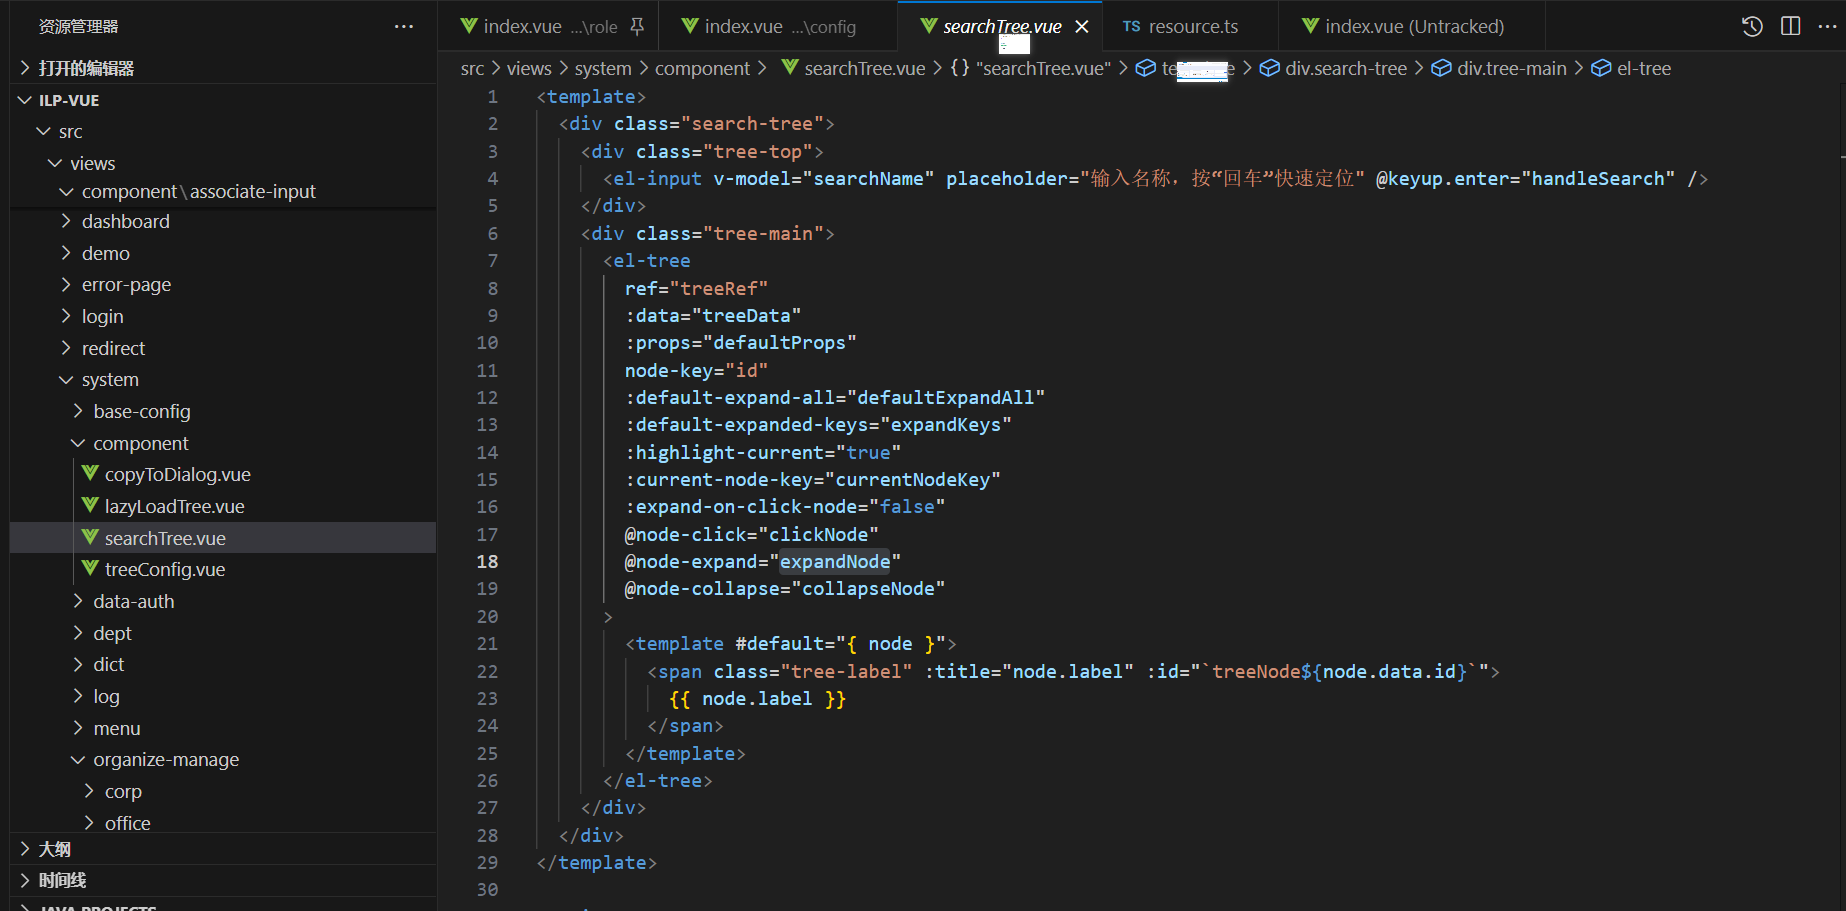 资源管理器 ···
打开的编辑器
ILP-VUE
src
views
component\associate-input
dashboard
demo
error-page
login
redirect
system
base-config
component
copyToDialog.vue
lazyLoadTree.vue
searchTree.vue
treeConfig.vue
data-auth
dept
dict
log
menu
organize-manage
corp
office
大纲
时间线
JAVA PROJECTS
index.vue ...\role index.vue ...\config searchTree.vue TS resource.ts index.vue (Untracked) ···
src > views > system > component > searchTree.vue > {} "searchTree.vue" > > div.search-tree > div.tree-main > el-tree
1 <template>
2 <div class="search-tree">
3 <div class="tree-top">
4 <el-input v-model="searchName" placeholder="输入名称，按“回车”快速定位" @keyup.enter="handleSearch" />
5 </div>
6 <div class="tree-main">
7 <el-tree
8 ref="treeRef"
9 :data="treeData"
10 :props="defaultProps"
11 node-key="id"
12 :default-expand-all="defaultExpandAll"
13 :default-expanded-keys="expandKeys"
14 :highlight-current="true"
15 :current-node-key="currentNodeKey"
16 :expand-on-click-node="false"
17 @node-click="clickNode"
18 @node-expand="expandNode"
19 @node-collapse="collapseNode"
20 >
21 <template #default="{ node }">
22 <span class="tree-label" :title="node.label" :id="`treeNode${node.data.id}`">
23 {{ node.label }}
24 </span>
25 </template>
26 </el-tree>
27 </div>
28 </div>
29 </template>
30